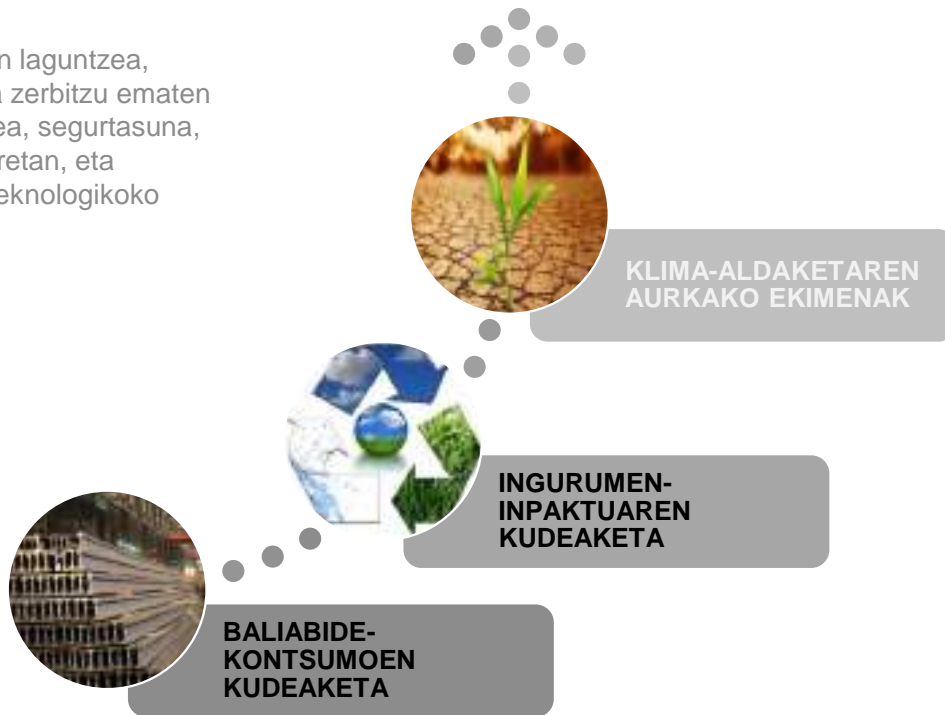 n laguntzea,
zerbitzu ematen
ea, segurtasuna,
retan, eta
eknologikoko
KLIMA-ALDAKETAREN
AURKAKO EKIMENAK
INGURUMEN-
INPAKTUAREN
KUDEAKETA
BALIABIDE-
KONTSUMOEN
KUDEAKETA